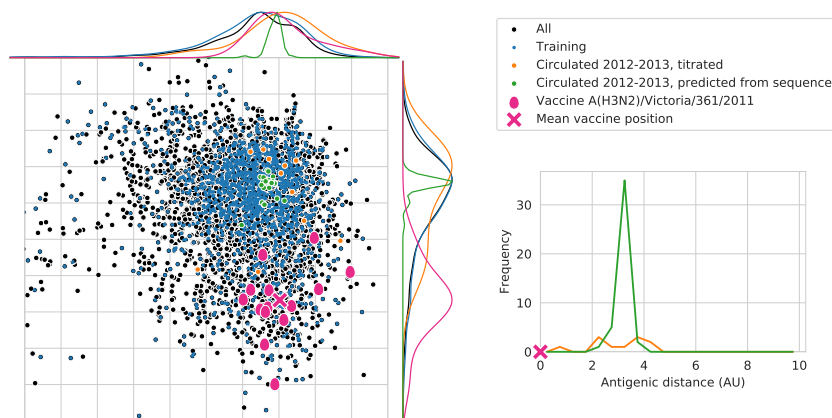 All
Training
Circulated 2012-2013, titrated
Circulated 2012-2013, predicted from sequence
Vaccine A(H3N2)/Victoria/361/2011
Mean vaccine position
30
20
10
0
Frequency
0 2 4 6 8 10
Antigenic distance (AU)